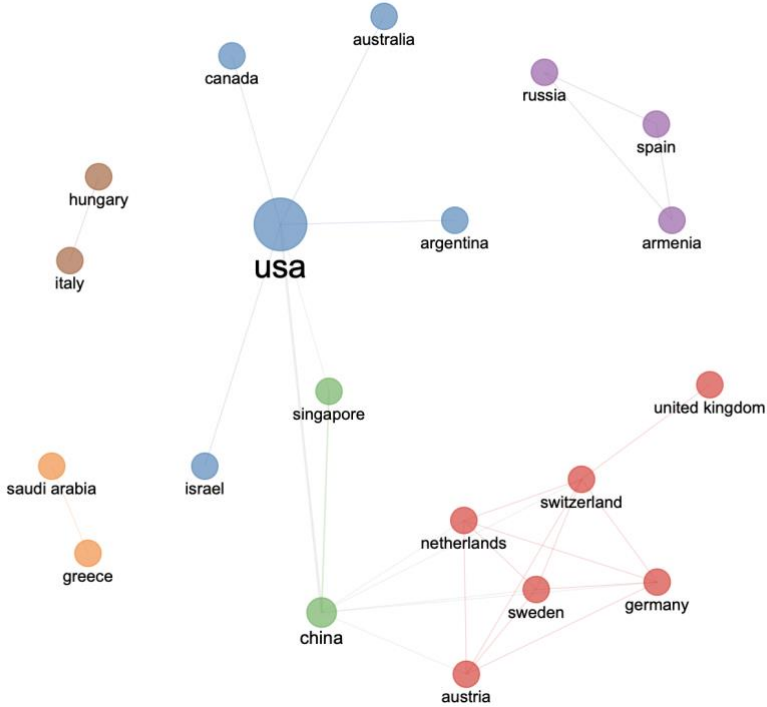 australia
canada
russia
spain
hungary
argentina
armenia
usa
italy
united kingdom
singapore
saudi arabia
israel
switzerland
netherlands
greece
germany
sweden
china
austria